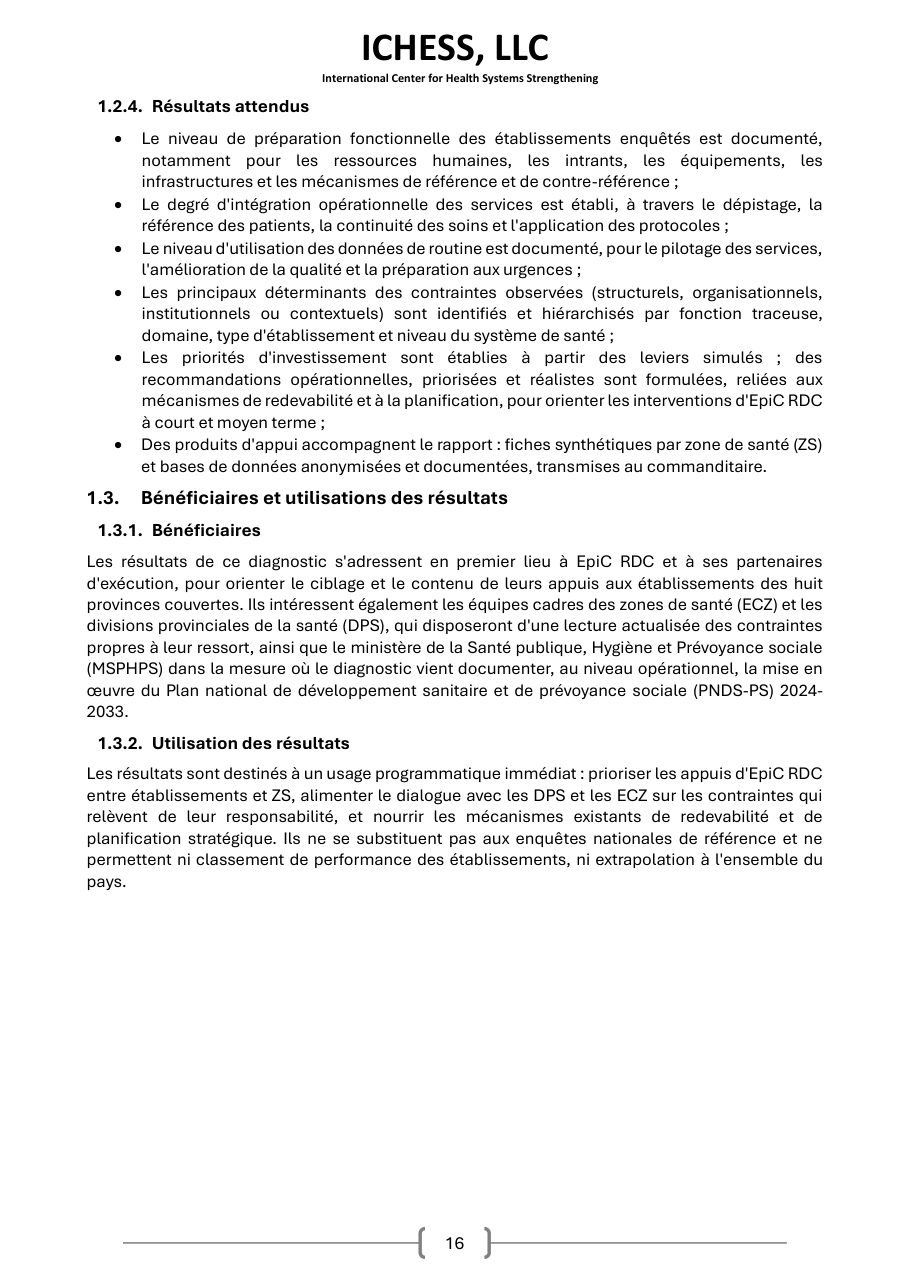 ICHESS, LLC
International Center for Health Systems Strengthening
1.2.4. Résultats attendus
• Le niveau de préparation fonctionnelle des établissements enquêtés est documenté,
notamment pour les ressources humaines, les intrants, les équipements, les
infrastructures et les mécanismes de référence et de contre-référence ;
• Le degré d'intégration opérationnelle des services est établi, à travers le dépistage, la
référence des patients, la continuité des soins et l'application des protocoles ;
• Le niveau d'utilisation des données de routine est documenté, pour le pilotage des services,
l'amélioration de la qualité et la préparation aux urgences ;
• Les principaux déterminants des contraintes observées (structurels, organisationnels,
institutionnels ou contextuels) sont identifiés et hiérarchisés par fonction traceuse,
domaine, type d'établissement et niveau du système de santé ;
• Les priorités d'investissement sont établies à partir des leviers simulés ; des
recommandations opérationnelles, priorisées et réalistes sont formulées, reliées aux
mécanismes de redevabilité et à la planification, pour orienter les interventions d'EpiC RDC
à court et moyen terme ;
• Des produits d'appui accompagnent le rapport : fiches synthétiques par zone de santé (ZS)
et bases de données anonymisées et documentées, transmises au commanditaire.
1.3. Bénéficiaires et utilisations des résultats
1.3.1. Bénéficiaires
Les résultats de ce diagnostic s'adressent en premier lieu à EpiC RDC et à ses partenaires
d'exécution, pour orienter le ciblage et le contenu de leurs appuis aux établissements des huit
provinces couvertes. Ils intéressent également les équipes cadres des zones de santé (ECZ) et les
divisions provinciales de la santé (DPS), qui disposeront d'une lecture actualisée des contraintes
propres à leur ressort, ainsi que le ministère de la Santé publique, Hygiène et Prévoyance sociale
(MSPHPS) dans la mesure où le diagnostic vient documenter, au niveau opérationnel, la mise en
œuvre du Plan national de développement sanitaire et de prévoyance sociale (PNDS-PS) 2024-
2033.
1.3.2. Utilisation des résultats
Les résultats sont destinés à un usage programmatique immédiat : prioriser les appuis d'EpiC RDC
entre établissements et ZS, alimenter le dialogue avec les DPS et les ECZ sur les contraintes qui
relèvent de leur responsabilité, et nourrir les mécanismes existants de redevabilité et de
planification stratégique. Ils ne se substituent pas aux enquêtes nationales de référence et ne
permettent ni classement de performance des établissements, ni extrapolation à l'ensemble du
pays.
16